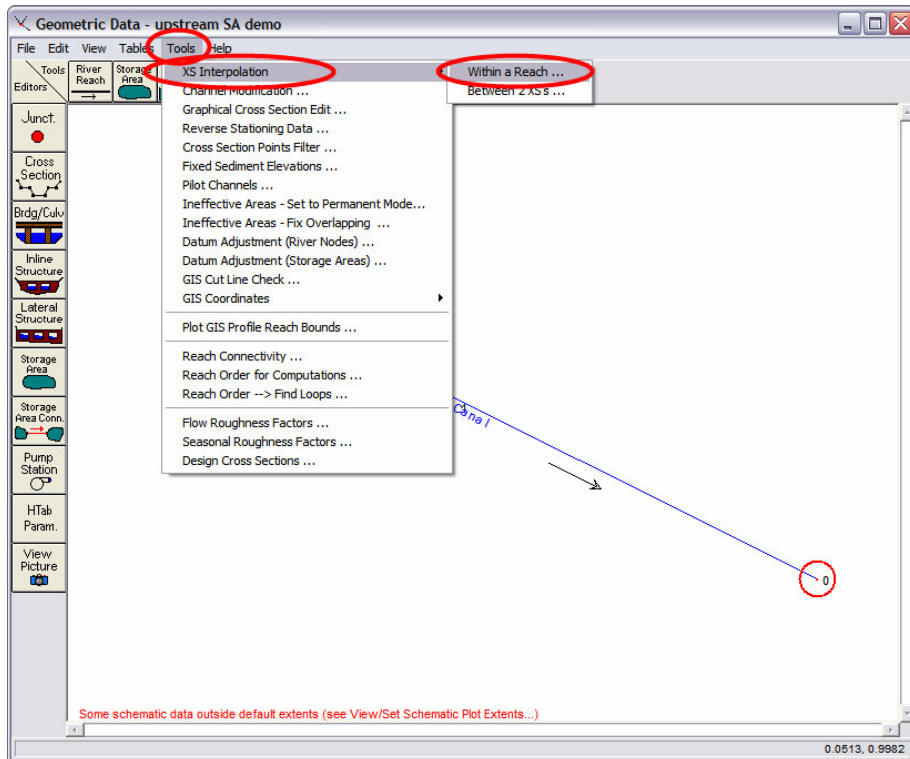 Geometric Data - upstream SA demo
File Edit View Tables Tools Help
Tools
Editors
River
Reach
Storage
Area
XS Interpolation
Channel Modification ...
Graphical Cross Section Edit ...
Reverse Stationing Data ...
Cross Section Points Filter ...
Fixed Sediment Elevations ...
Pilot Channels ...
Ineffective Areas - Set to Permanent Mode...
Ineffective Areas - Fix Overlapping ...
Datum Adjustment (River Nodes) ...
Datum Adjustment (Storage Areas) ...
GIS Cut Line Check ...
GIS Coordinates
Plot GIS Profile Reach Bounds ...
Reach Connectivity ...
Reach Order for Computations ...
Reach Order --> Find Loops ...
Flow Roughness Factors ...
Seasonal Roughness Factors ...
Design Cross Sections ...
Within a Reach ...
Between 2 XS's ...
Junct.
Cross
Section
Brdg/Culv
Inline
Structure
Lateral
Structure
Storage
Area
Storage
Area Conn.
Pump
Station
HTab
Param.
View
Picture
Canal
0
Some schematic data outside default extents (see View/Set Schematic Plot Extents...)
0.0513, 0.9982